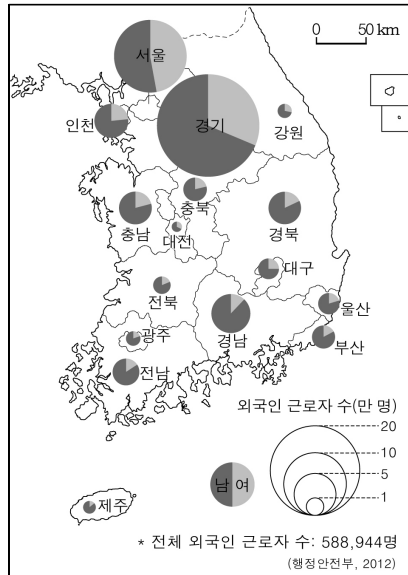 0 50 km
서울
경기
인천
강원
충북
충남
경북
대전
대구
전북
울산
경남
광주
부산
전남
외국인 근로자 수(만 명)
20
10
5
1
남 여
제주
* 전체 외국인 근로자 수: 588,944명
(행정안전부, 2012)